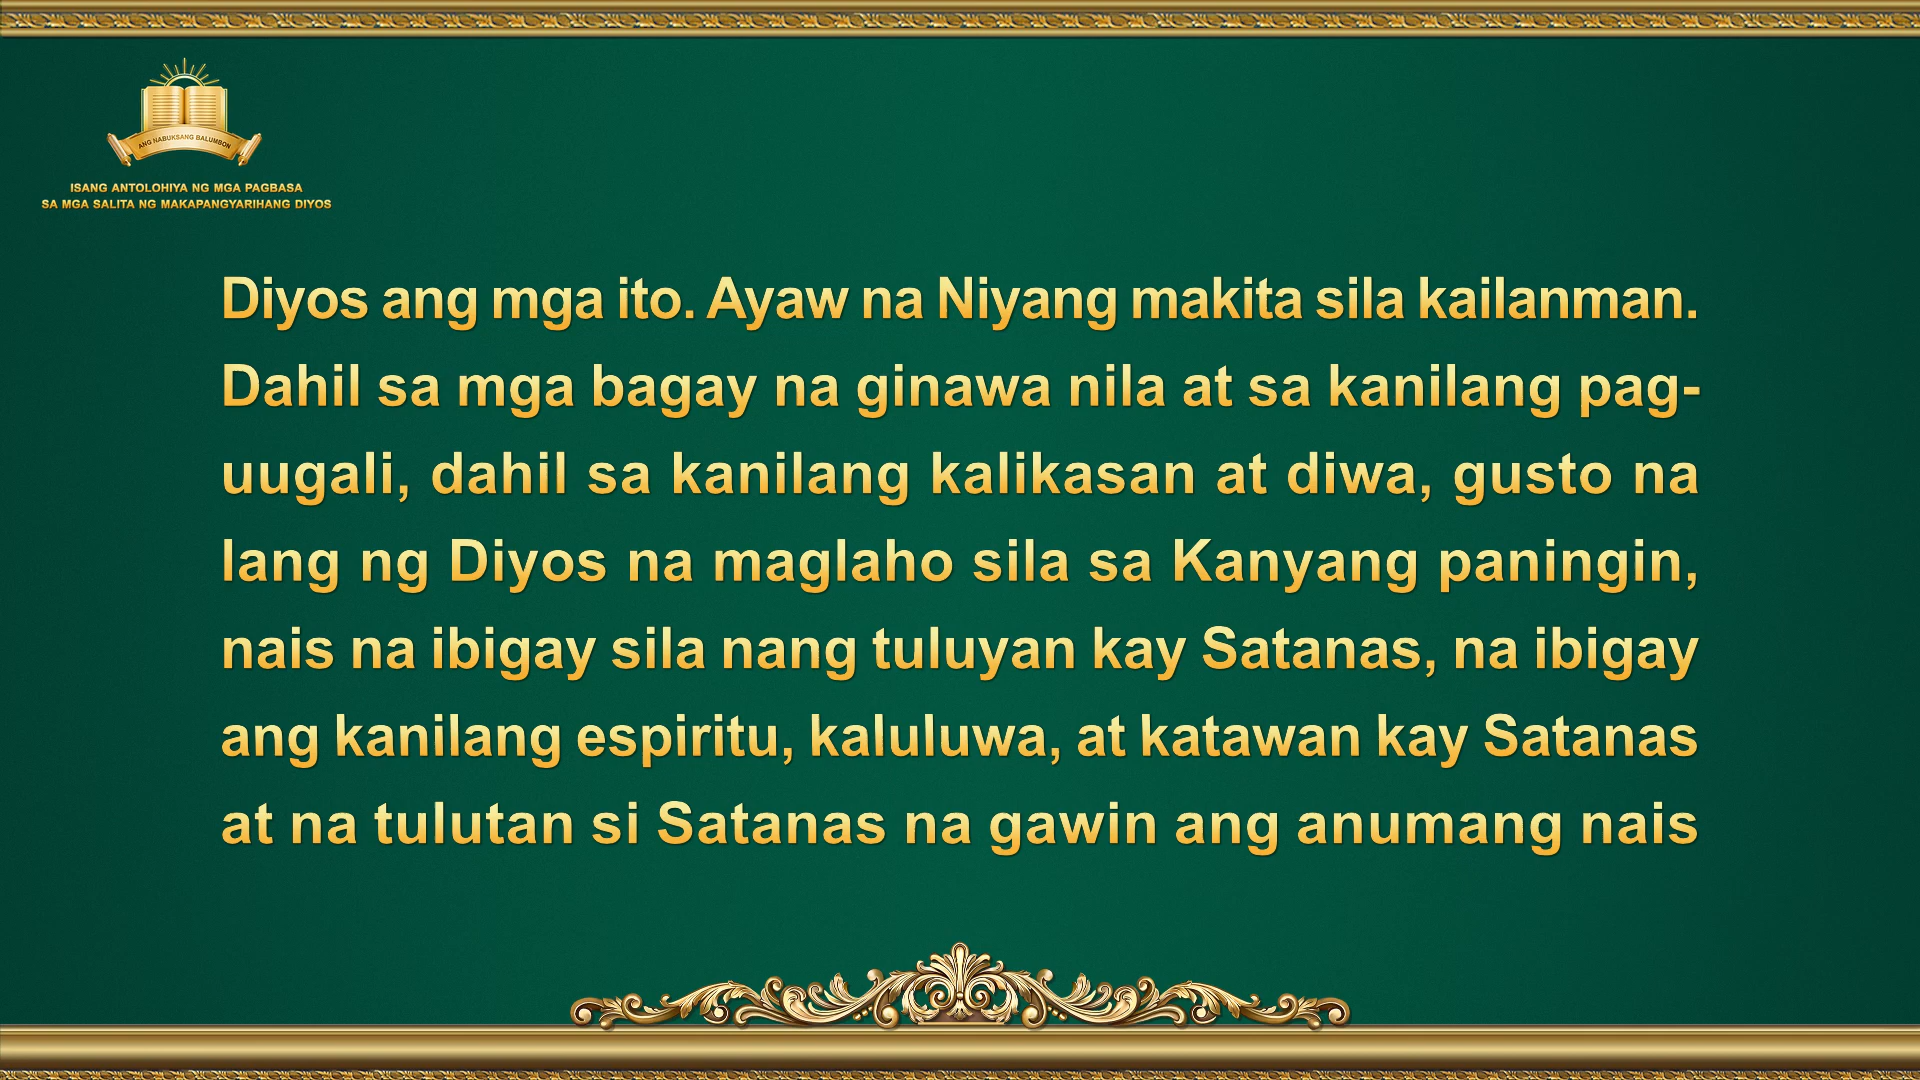 ANG NABUKSANG BALUMBON
ISANG ANTOLOHIYA NG MGA PAGBASA
SA MGA SALITA NG MAKAPANGYARIHANG DIYOS
Diyos ang mga ito. Ayaw na Niyang makita sila kailanman.
Dahil sa mga bagay na ginawa nila at sa kanilang pag-
uugali, dahil sa kanilang kalikasan at diwa, gusto na
lang ng Diyos na maglaho sila sa Kanyang paningin,
nais na ibigay sila nang tuluyan kay Satanas, na ibigay
ang kanilang espiritu, kaluluwa, at katawan kay Satanas
at na tulutan si Satanas na gawin ang anumang nais